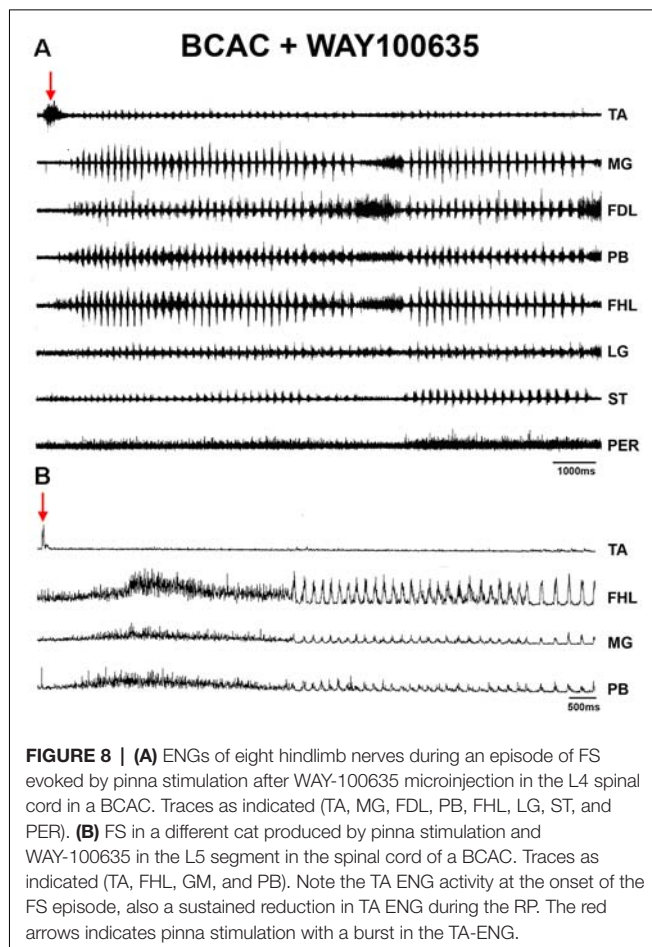 BCAC + WAY100635
A
TA
MG
FDL
PB
FHL
LG
ST
PER
1000ms
B
TA
FHL
MG
PB
500ms
FIGURE 8 | (A) ENGs of eight hindlimb nerves during an episode of FS
evoked by pinna stimulation after WAY-100635 microinjection in the L4 spinal
cord in a BCAC. Traces as indicated (TA, MG, FDL, PB, FHL, LG, ST, and
PER). (B) FS in a different cat produced by pinna stimulation and
WAY-100635 in the L5 segment in the spinal cord of a BCAC. Traces as
indicated (TA, FHL, GM, and PB). Note the TA ENG activity at the onset of the
FS episode, also a sustained reduction in TA ENG during the RP. The red
arrows indicates pinna stimulation with a burst in the TA-ENG.